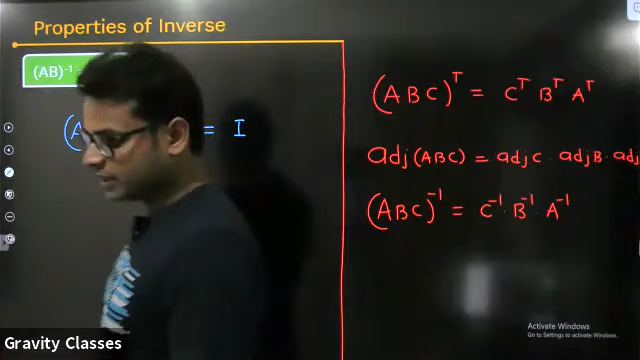 Properties of Inverse
(AB)⁻¹ =
= I
(ABC)ᵀ = Cᵀ Bᵀ Aᵀ
adj(ABC) = adj C · adj B · adj
(ABC)⁻¹ = C⁻¹ · B⁻¹ · A⁻¹
Activate Windows
Go to Settings to activate Windows.
Gravity Classes